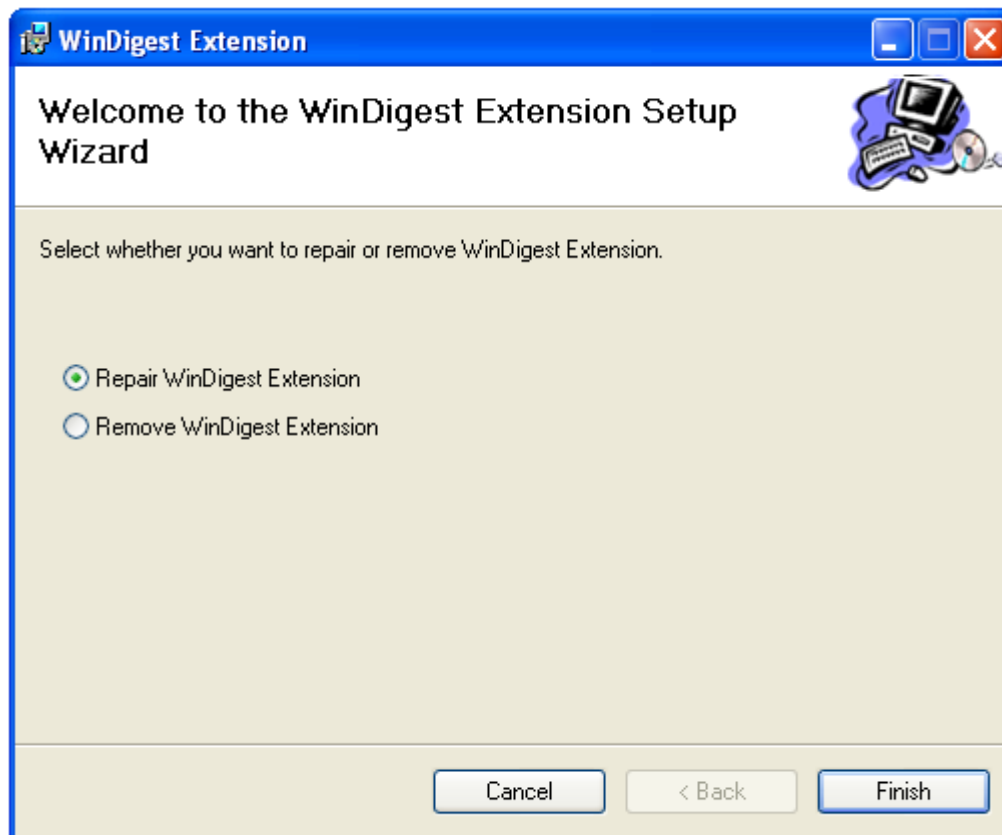 WinDigest Extension
Welcome to the WinDigest Extension Setup
Wizard
Select whether you want to repair or remove WinDigest Extension.
Repair WinDigest Extension
Remove WinDigest Extension
Cancel
< Back
Finish